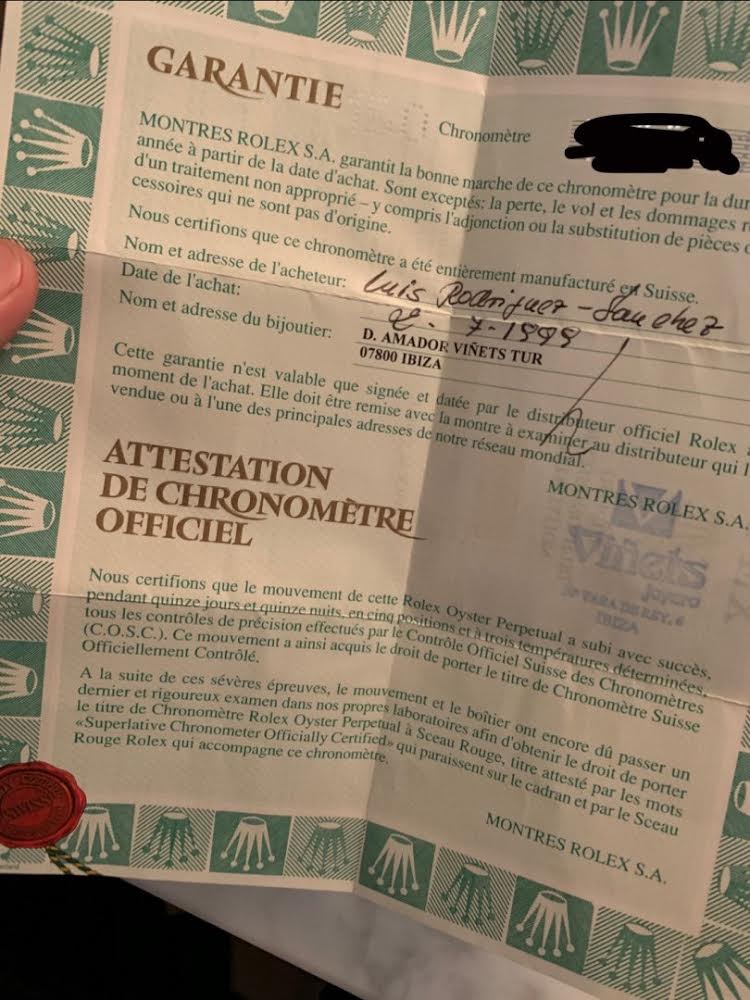 GARANTIE
Chronomètre
MONTRES ROLEX S.A. garantit la bonne marche de ce chronomètre pour la
année à partir de la date d'achat. Sont exceptés: la perte, le vol et les dommages
d'un traitement non approprié – y compris l'adjonction ou la substitution de pièces
cessoires qui ne sont pas d'origine.
Nous certifions que ce chronomètre a été entièrement manufacturé en Suisse.
Nom et adresse de l'acheteur: Luis Rodriguez-Sanchez
Date de l'achat: 2-7-1999
Nom et adresse du bijoutier: D. AMADOR VIÑETS TUR
07800 IBIZA
Cette garantie n'est valable que signée et datée par le distributeur officiel Rolex
moment de l'achat. Elle doit être remise avec la montre à examiner au distributeur qui
vendue ou à l'une des principales adresses de notre réseau mondial.
MONTRES ROLEX S.A.
Viñets
joyero
VARA DE REY, 6
IBIZA
ATTESTATION
DE CHRONOMÈTRE
OFFICIEL
Nous certifions que le mouvement de cette Rolex Oyster Perpetual a subi avec succès,
pendant quinze jours et quinze nuits, en cinq positions et à trois températures déterminées,
tous les contrôles de précision effectués par le Contrôle Officiel Suisse des Chronomètres
(C.O.S.C.). Ce mouvement a ainsi acquis le droit de porter le titre de Chronomètre Suisse
Officiellement Contrôlé.
A la suite de ces sévères épreuves, le mouvement et le boîtier ont encore dû passer un
dernier et rigoureux examen dans nos propres laboratoires afin d'obtenir le droit de porter
le titre de Chronomètre Rolex Oyster Perpetual à Sceau Rouge, titre attesté par les mots
«Superlative Chronometer Officially Certified» qui paraissent sur le cadran et par le Sceau
Rouge Rolex qui accompagne ce chronomètre.
MONTRES ROLEX S.A.